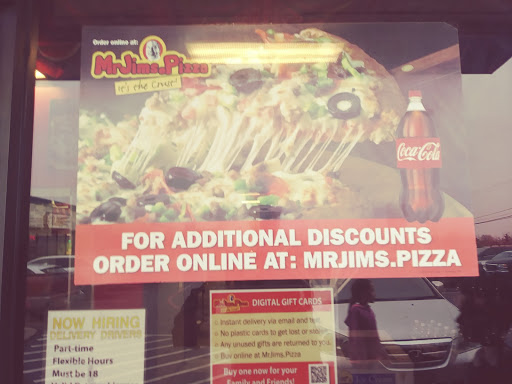 Order online at:
MrJims.Pizza
It's the Crust!
Coca-Cola
FOR ADDITIONAL DISCOUNTS
ORDER ONLINE AT: MRJIMS.PIZZA
NOW HIRING
DELIVERY DRIVERS
Part-time
Flexible Hours
Must be 18
DIGITAL GIFT CARDS
Instant delivery via email and text.
No plastic cards to get lost or stolen.
Any unused gifts are returned to you.
Buy online at MrJims.Pizza
Buy one now for your
Family and Friends!